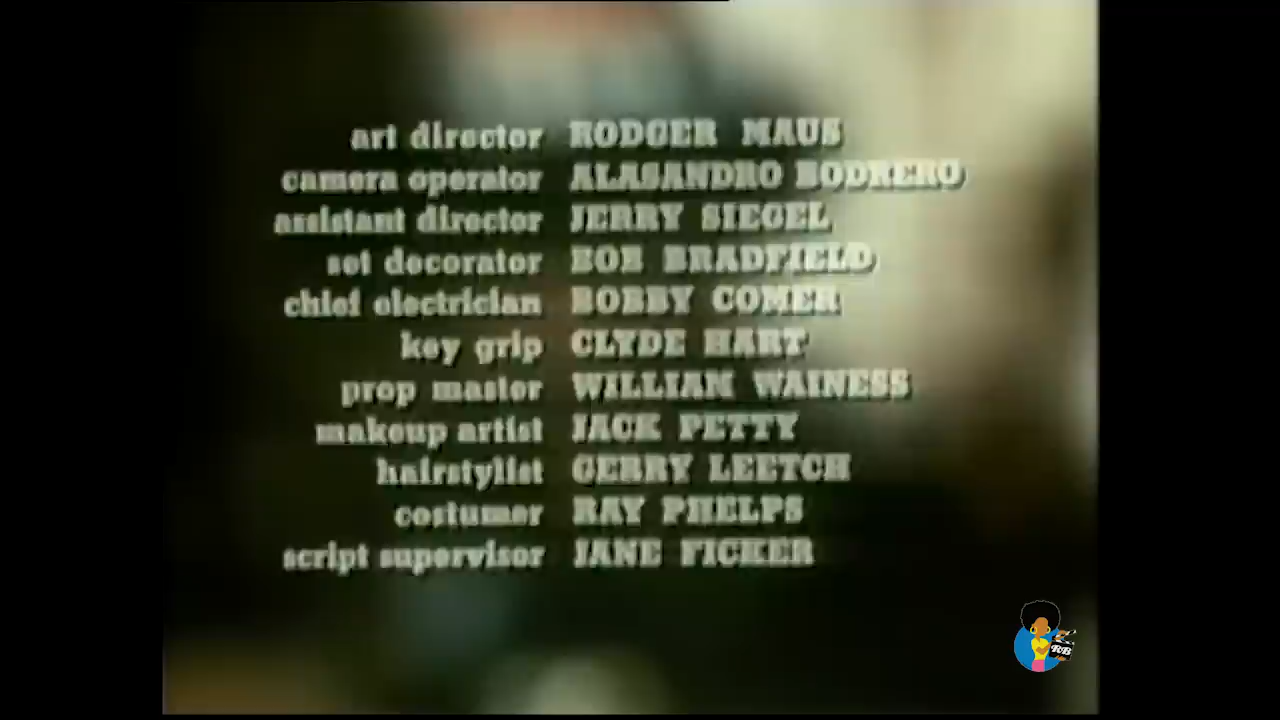 art director RODGER MAUS
camera operator ALASANDRO BODRERO
assistant director JERRY SIEGEL
set decorator BOB BRADFIELD
chief electrician BOBBY COMER
key grip CLYDE HART
prop master WILLIAM WAINESS
makeup artist JACK PETTY
hairstylist GERRY LEETCH
costumer RAY PHELPS
script supervisor JANE FICKER
RB